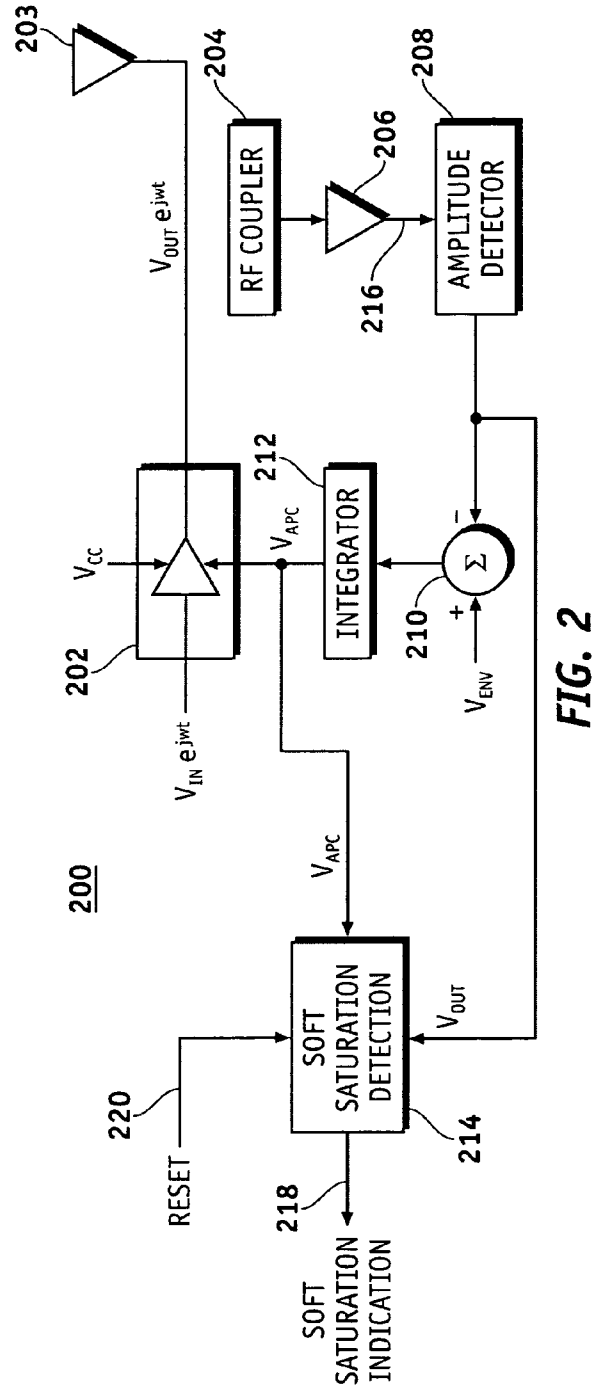 200
203
V_OUT e^jwt
204
RF COUPLER
206
216
208
AMPLITUDE
DETECTOR
V_CC
202
V_IN e^jwt
212
V_APC
INTEGRATOR
210
Σ
+
−
V_ENV
V_APC
220
RESET
SOFT
SATURATION
DETECTION
V_OUT
214
218
SOFT
SATURATION
INDICATION
FIG. 2